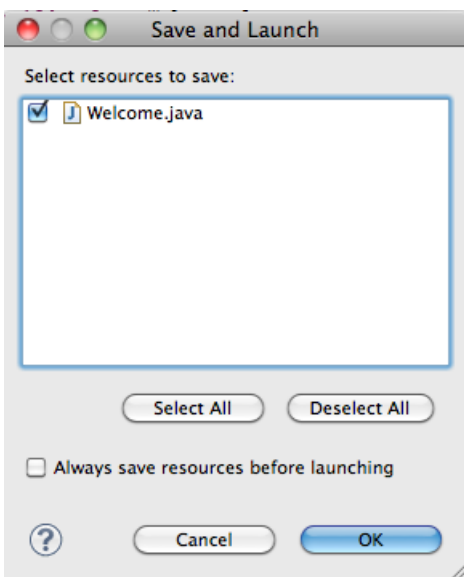 Save and Launch
Select resources to save:
J Welcome.java
Select All Deselect All
Always save resources before launching
? Cancel OK